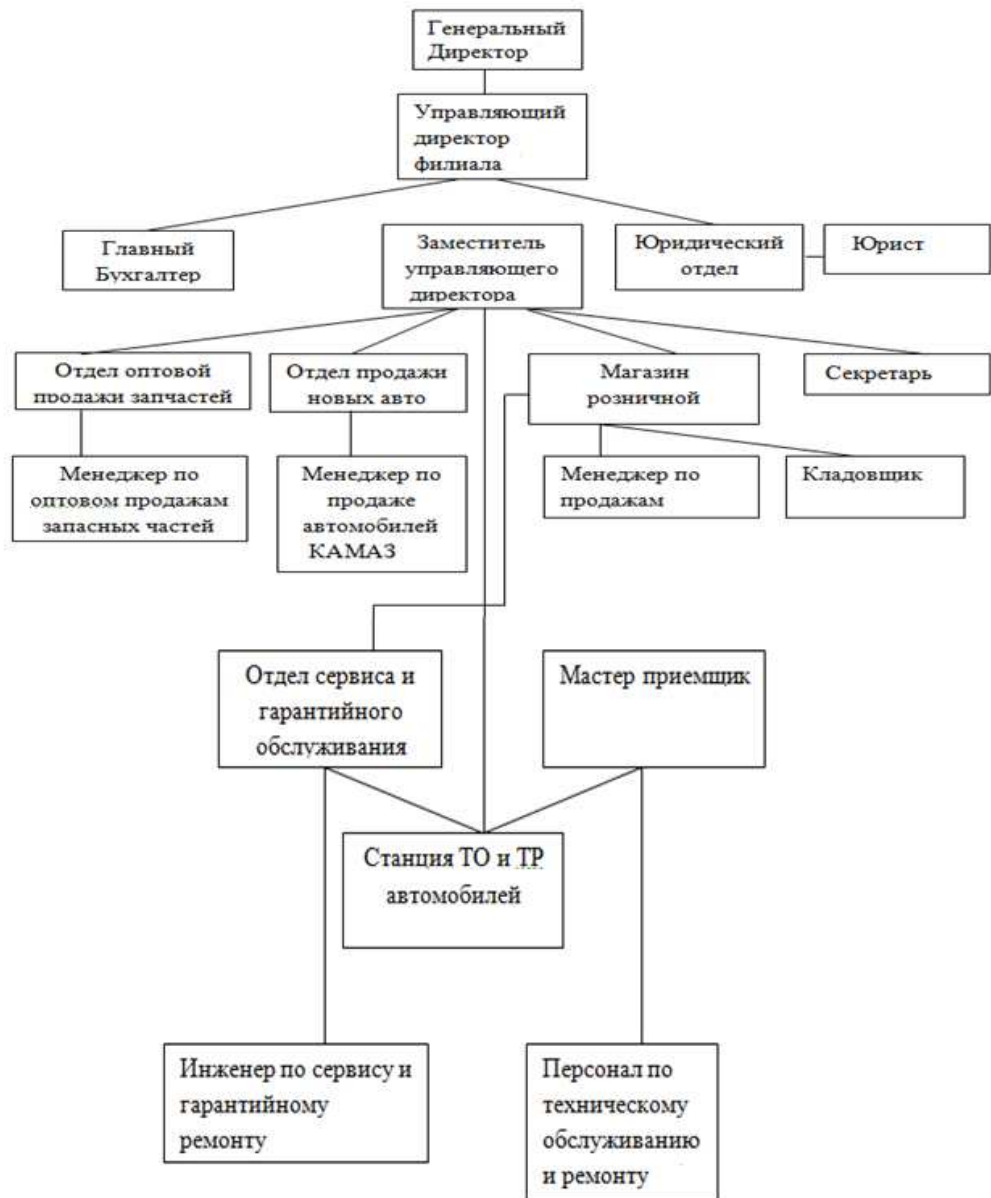 Генеральный
Директор
Управляющий
директор
филиала
Главный
Бухгалтер
Заместитель
управляющего
директора
Юридический
отдел
Юрист
Отдел оптовой
продажи запчастей
Отдел продажи
новых авто
Магазин
розничной
Секретарь
Менеджер по
оптовом продажам
запасных частей
Менеджер по
продаже
автомобилей
КАМАЗ
Менеджер по
продажам
Кладовщик
Отдел сервиса и
гарантийного
обслуживания
Мастер приемщик
Станция ТО и ТР
автомобилей
Инженер по сервису и
гарантийному
ремонту
Персонал по
техническому
обслуживанию
и ремонту